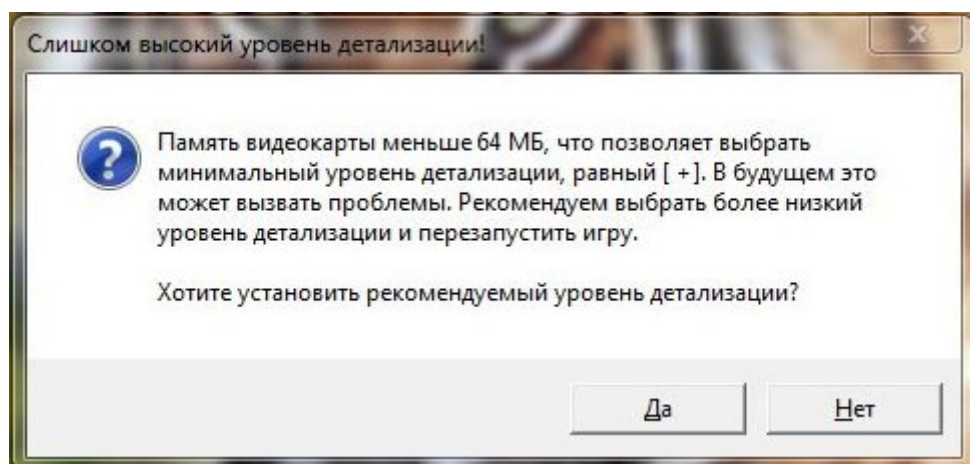 Слишком высокий уровень детализации!
Память видеокарты меньше 64 МБ, что позволяет выбрать
минимальный уровень детализации, равный [ +]. В будущем это
может вызвать проблемы. Рекомендуем выбрать более низкий
уровень детализации и перезапустить игру.
Хотите установить рекомендуемый уровень детализации?
Да
Нет